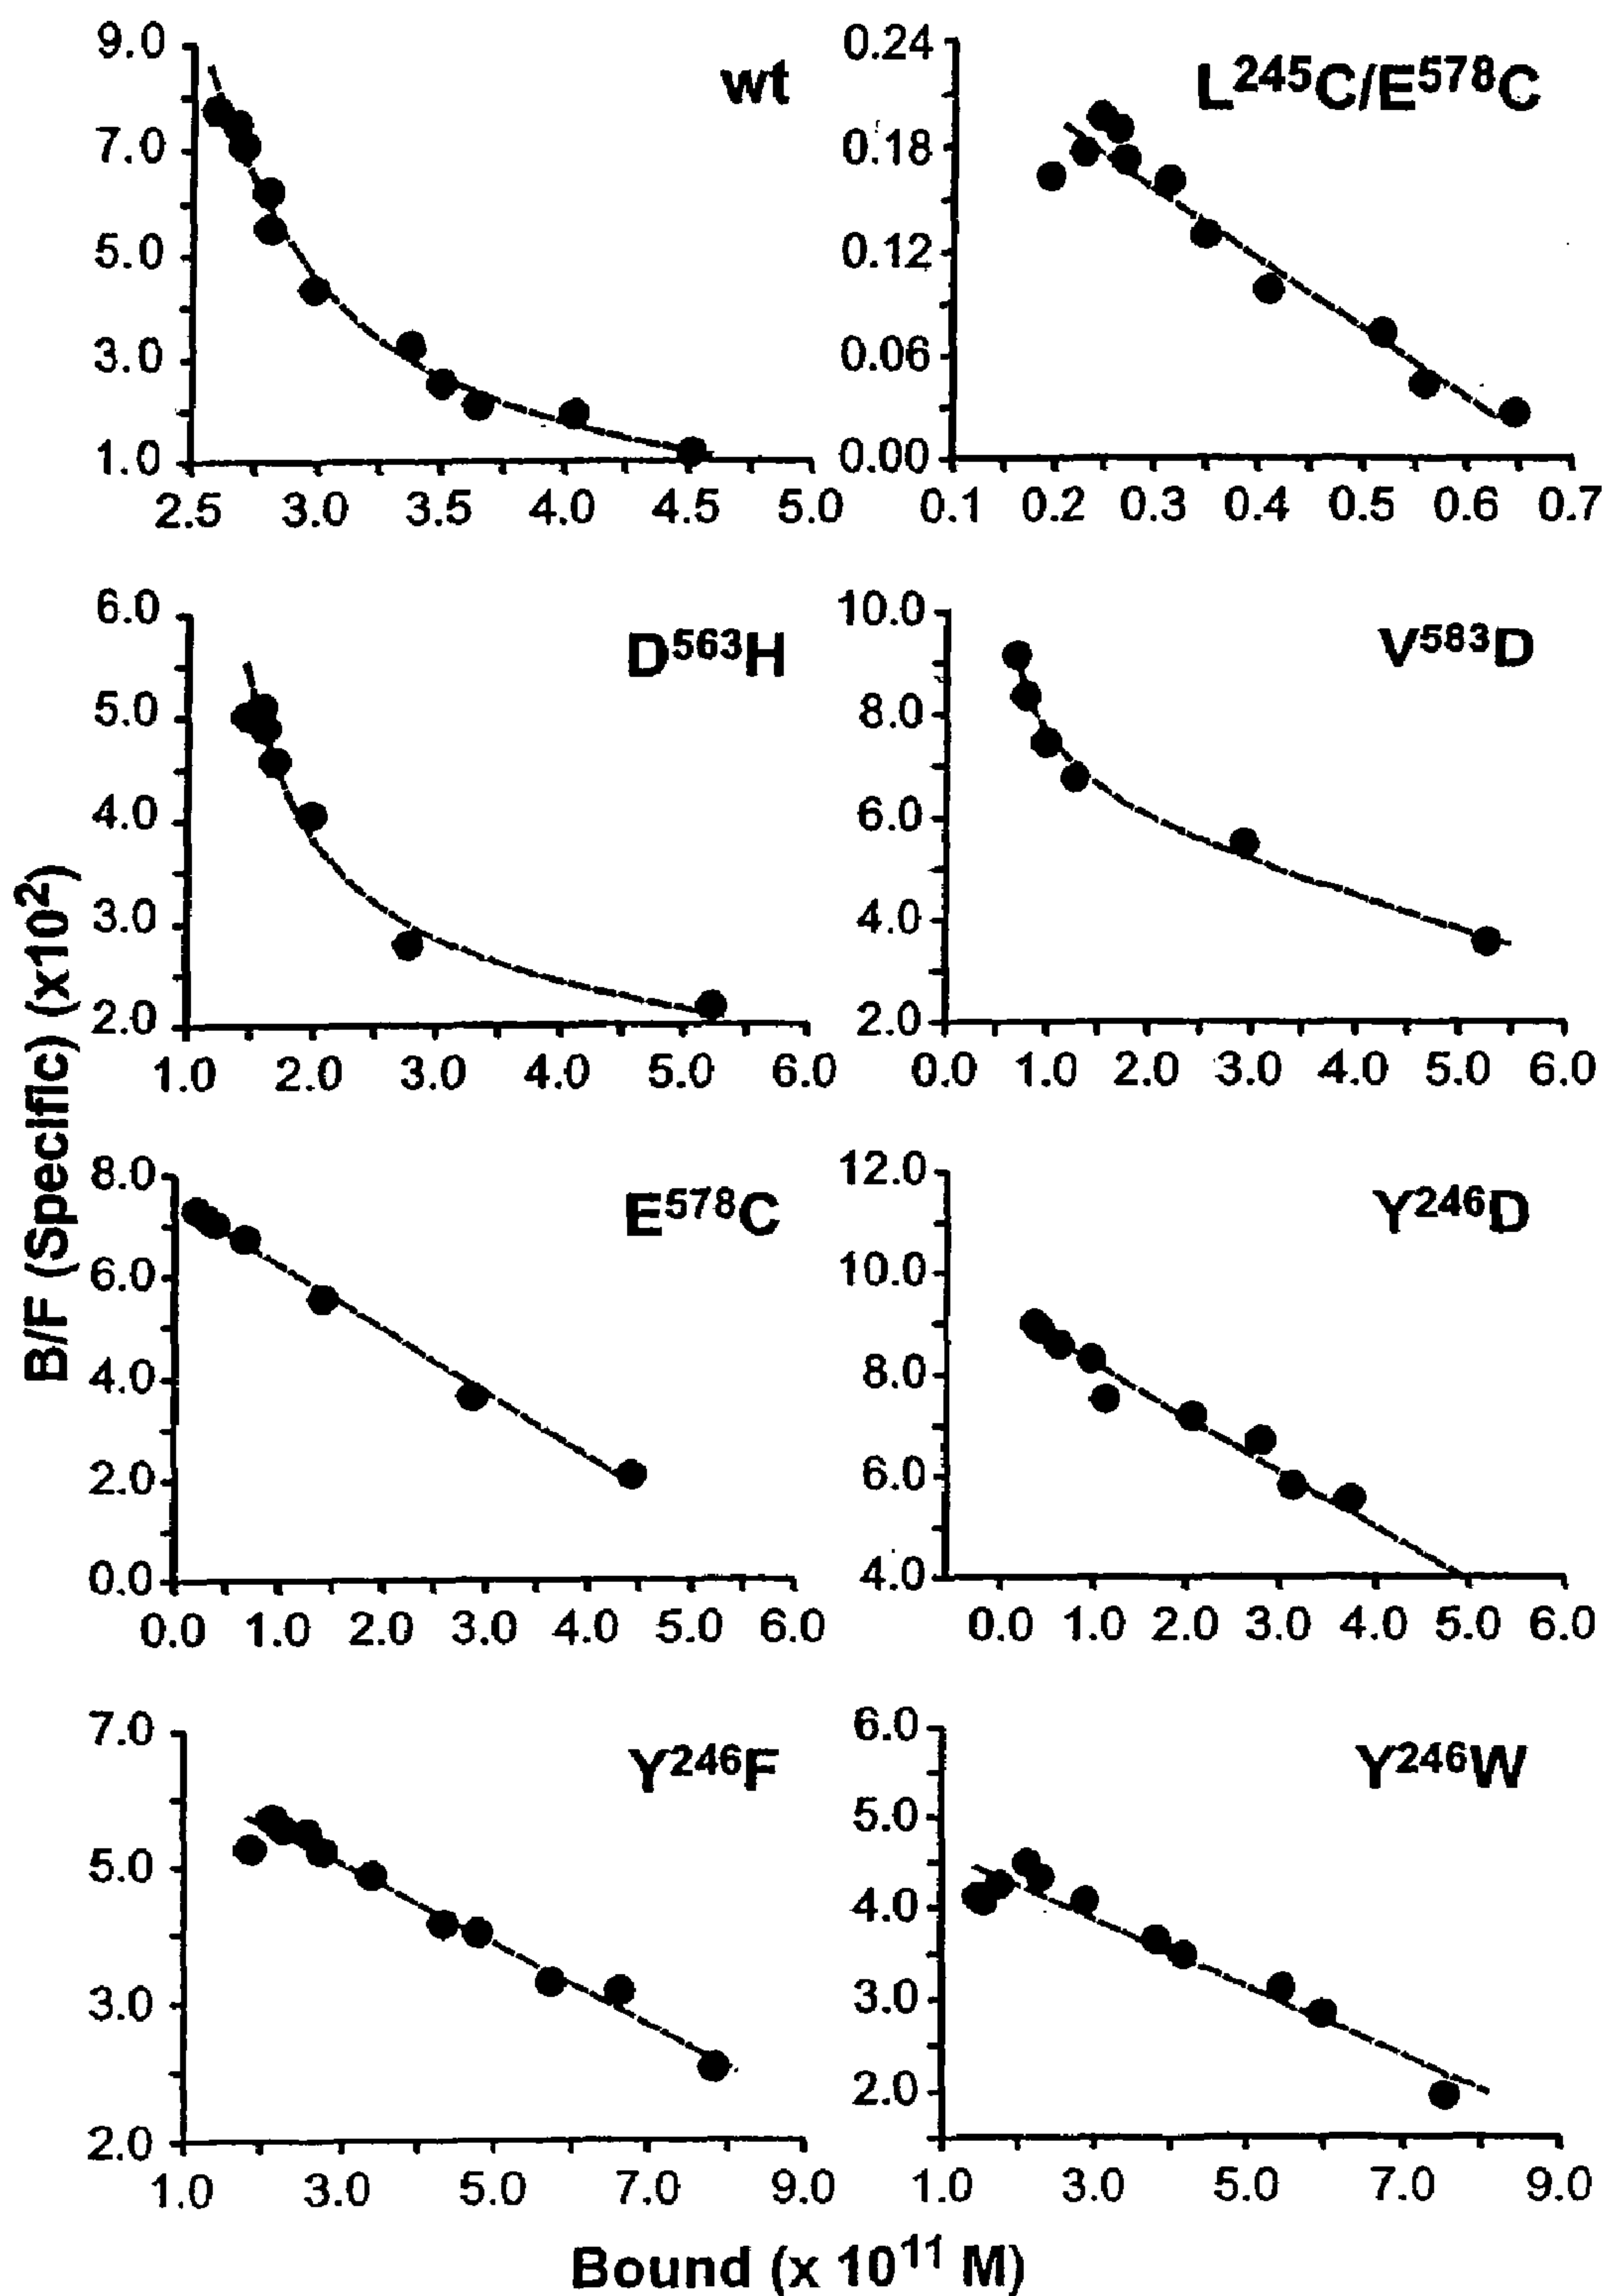 wt
9.0
7.0
5.0
3.0
1.0
2.5 3.0 3.5 4.0 4.5 5.0
L245C/E578C
0.24
0.18
0.12
0.06
0.00
0.1 0.2 0.3 0.4 0.5 0.6 0.7
D563H
6.0
5.0
4.0
3.0
2.0
1.0 2.0 3.0 4.0 5.0 6.0
V583D
10.0
8.0
6.0
4.0
2.0
0.0 1.0 2.0 3.0 4.0 5.0 6.0
B/F (Specific) (x10²)
E578C
8.0
6.0
4.0
2.0
0.0
0.0 1.0 2.0 3.0 4.0 5.0 6.0
Y246D
12.0
10.0
8.0
6.0
4.0
0.0 1.0 2.0 3.0 4.0 5.0 6.0
Y246F
7.0
5.0
3.0
2.0
1.0 3.0 5.0 7.0 9.0
Y246W
6.0
5.0
4.0
3.0
2.0
1.0 3.0 5.0 7.0 9.0
Bound (x 10¹¹ M)